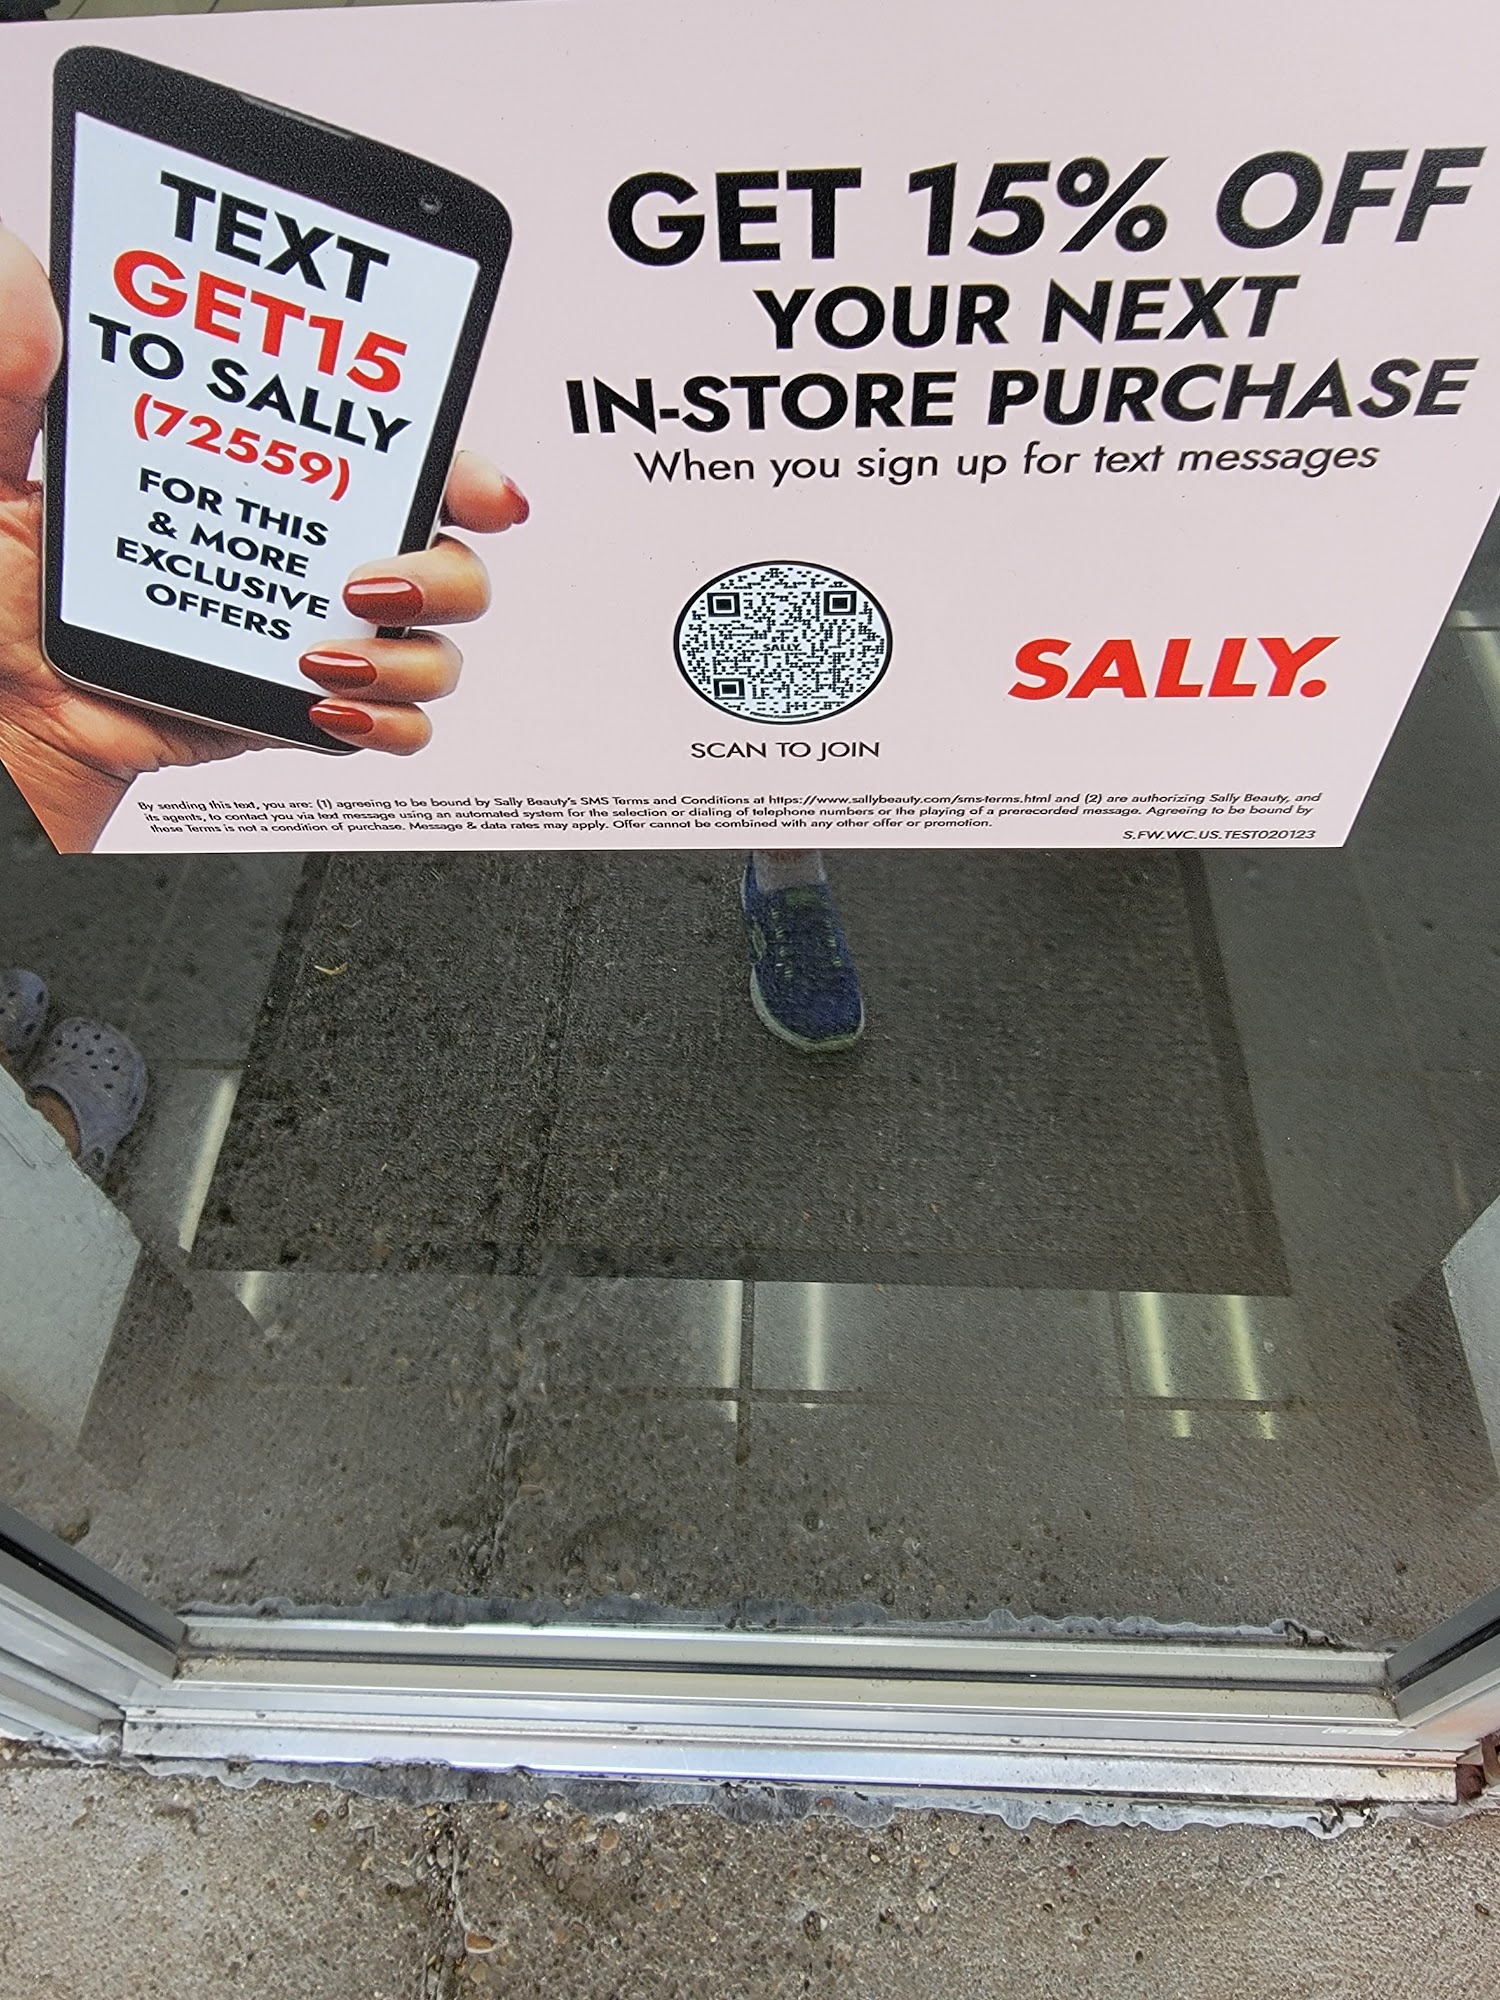 TEXT
GET15
TO SALLY
(72559)
FOR THIS
& MORE
EXCLUSIVE
OFFERS
GET 15% OFF
YOUR NEXT
IN-STORE PURCHASE
When you sign up for text messages
SALLY.
SCAN TO JOIN
SALLY.
By sending this text, you are: (1) agreeing to be bound by Sally Beauty's SMS Terms and Conditions at https://www.sallybeauty.com/sms-terms.html and (2) are authorizing Sally Beauty, and
its agents, to contact you via text message using an automated system for the selection or dialing of telephone numbers or the playing of a prerecorded message. Agreeing to be bound by
these Terms is not a condition of purchase. Message & data rates may apply. Offer cannot be combined with any other offer or promotion.
S.FW.WC.US.TEST020123